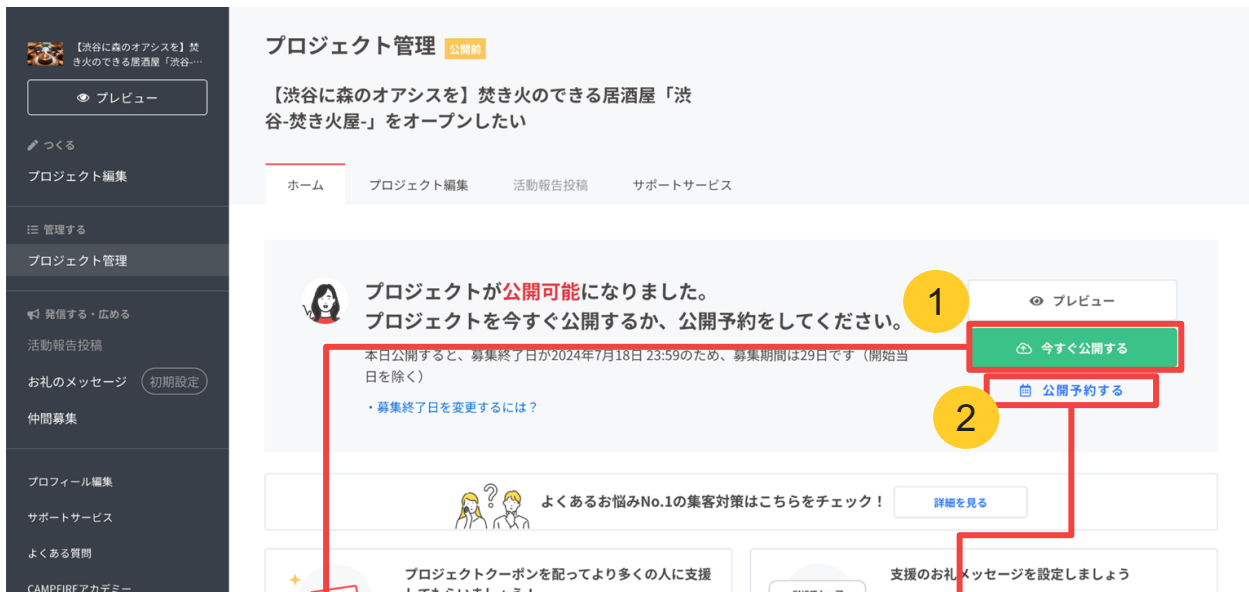 【渋谷に森のオアシスを】焚
き火のできる居酒屋「渋谷-…
プレビュー
つくる
プロジェクト編集
管理する
プロジェクト管理
発信する・広める
活動報告投稿
お礼のメッセージ 初期設定
仲間募集
プロフィール編集
サポートサービス
よくある質問
CAMPFIREアカデミー
プロジェクト管理 公開前
【渋谷に森のオアシスを】焚き火のできる居酒屋「渋
谷-焚き火屋-」をオープンしたい
ホーム プロジェクト編集 活動報告投稿 サポートサービス
プロジェクトが公開可能になりました。
プロジェクトを今すぐ公開するか、公開予約をしてください。
本日公開すると、募集終了日が2024年7月18日 23:59のため、募集期間は29日です（開始当
日を除く）
・募集終了日を変更するには？
1
プレビュー
今すぐ公開する
2
公開予約する
よくあるお悩みNo.1の集客対策はこちらをチェック！ 詳細を見る
プロジェクトクーポンを配ってより多くの人に支援
してもらいましょう！
支援のお礼メッセージを設定しましょう